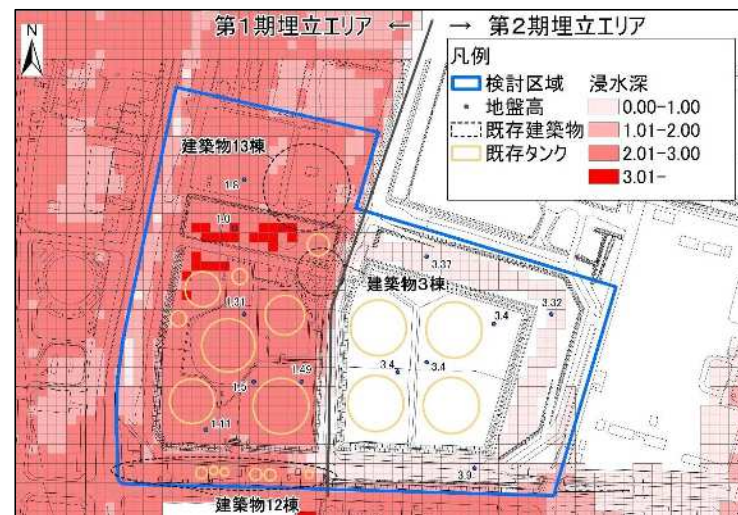 第1期埋立エリア ← → 第2期埋立エリア
N
凡例
検討区域
地盤高
既存建築物
既存タンク
浸水深
0.00-1.00
1.01-2.00
2.01-3.00
3.01-
建築物13棟
1.8
1.0
3.37
建築物3棟
1.31
3.4
3.32
3.4
3.4
1.5
1.49
1.11
3.9
建築物12棟